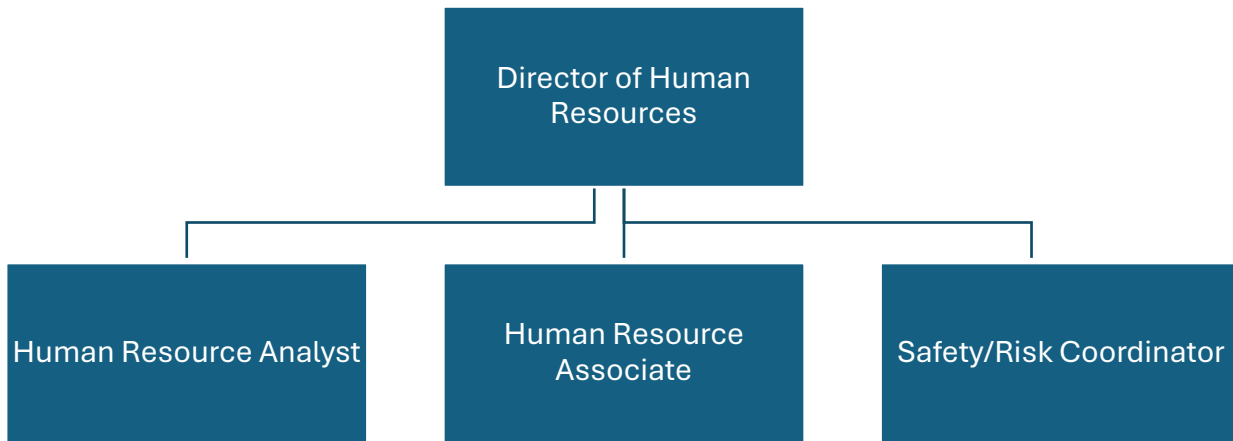 Director of Human
Resources
Human Resource Analyst
Human Resource
Associate
Safety/Risk Coordinator